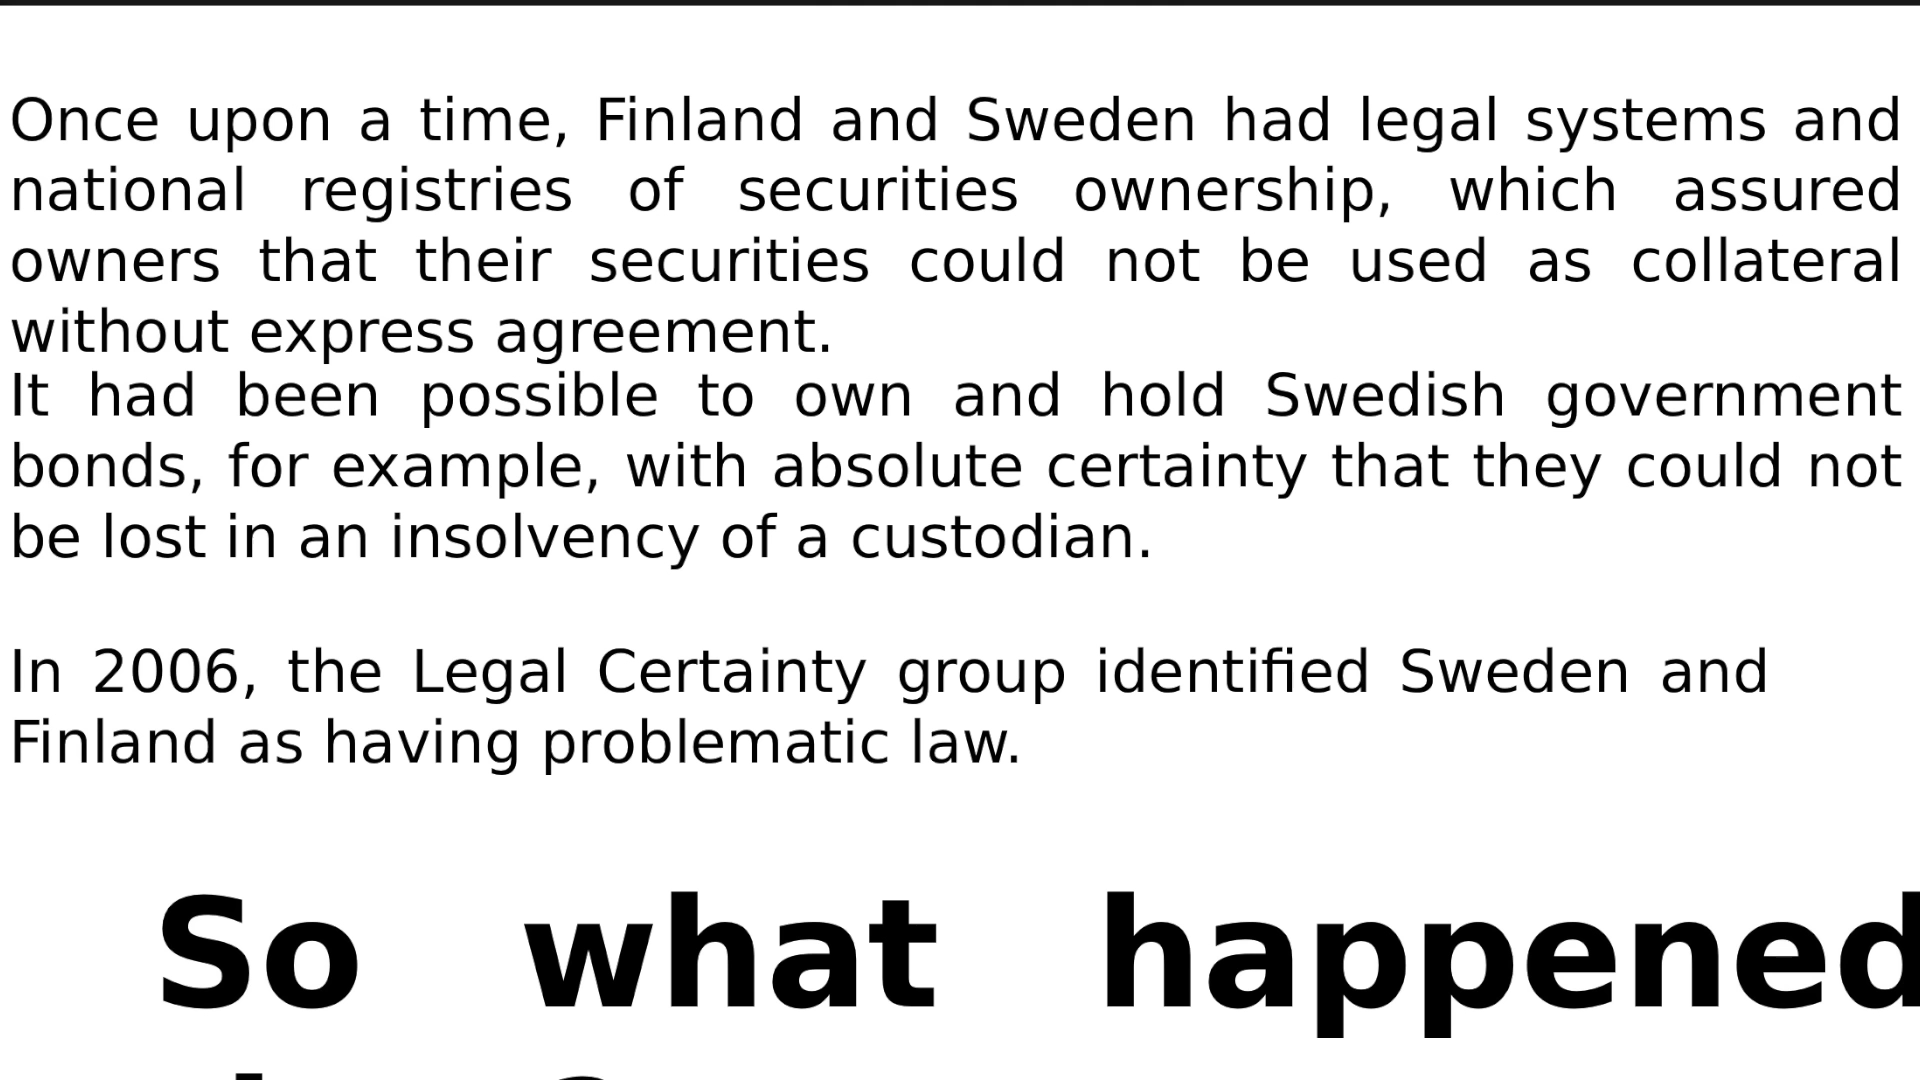 Once upon a time, Finland and Sweden had legal systems and
national registries of securities ownership, which assured
owners that their securities could not be used as collateral
without express agreement.
It had been possible to own and hold Swedish government
bonds, for example, with absolute certainty that they could not
be lost in an insolvency of a custodian.
In 2006, the Legal Certainty group identified Sweden and
Finland as having problematic law.
So what happened